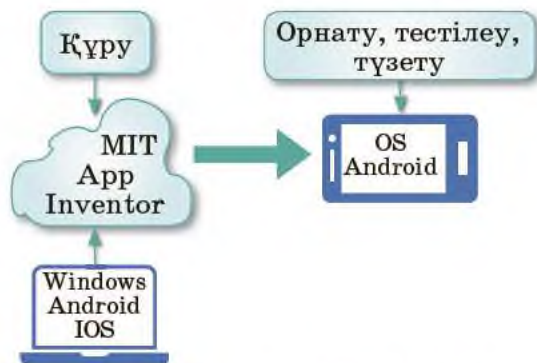 Құру
Орнату, тестілеу,
түзету
MIT
App
Inventor
OS
Android
Windows
Android
IOS